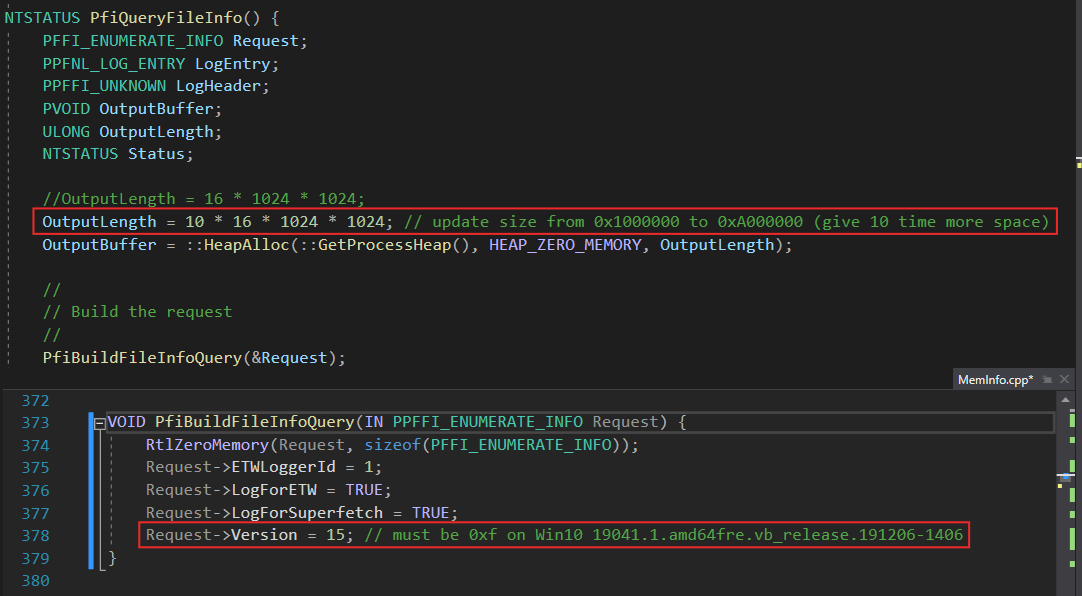 NTSTATUS PfiQueryFileInfo() {
PFFI_ENUMERATE_INFO Request;
PPFNL_LOG_ENTRY LogEntry;
PPFFI_UNKNOWN LogHeader;
PVOID OutputBuffer;
ULONG OutputLength;
NTSTATUS Status;
//OutputLength = 16 * 1024 * 1024;
OutputLength = 10 * 16 * 1024 * 1024; // update size from 0x1000000 to 0xA000000 (give 10 time more space)
OutputBuffer = ::HeapAlloc(::GetProcessHeap(), HEAP_ZERO_MEMORY, OutputLength);
//
// Build the request
//
PfiBuildFileInfoQuery(&Request);
MemInfo.cpp*
372
373 VOID PfiBuildFileInfoQuery(IN PPFFI_ENUMERATE_INFO Request) {
374 RtlZeroMemory(Request, sizeof(PFFI_ENUMERATE_INFO));
375 Request->ETWLoggerId = 1;
376 Request->LogForETW = TRUE;
377 Request->LogForSuperfetch = TRUE;
378 Request->Version = 15; // must be 0xf on Win10 19041.1.amd64fre.vb_release.191206-1406
379 }
380